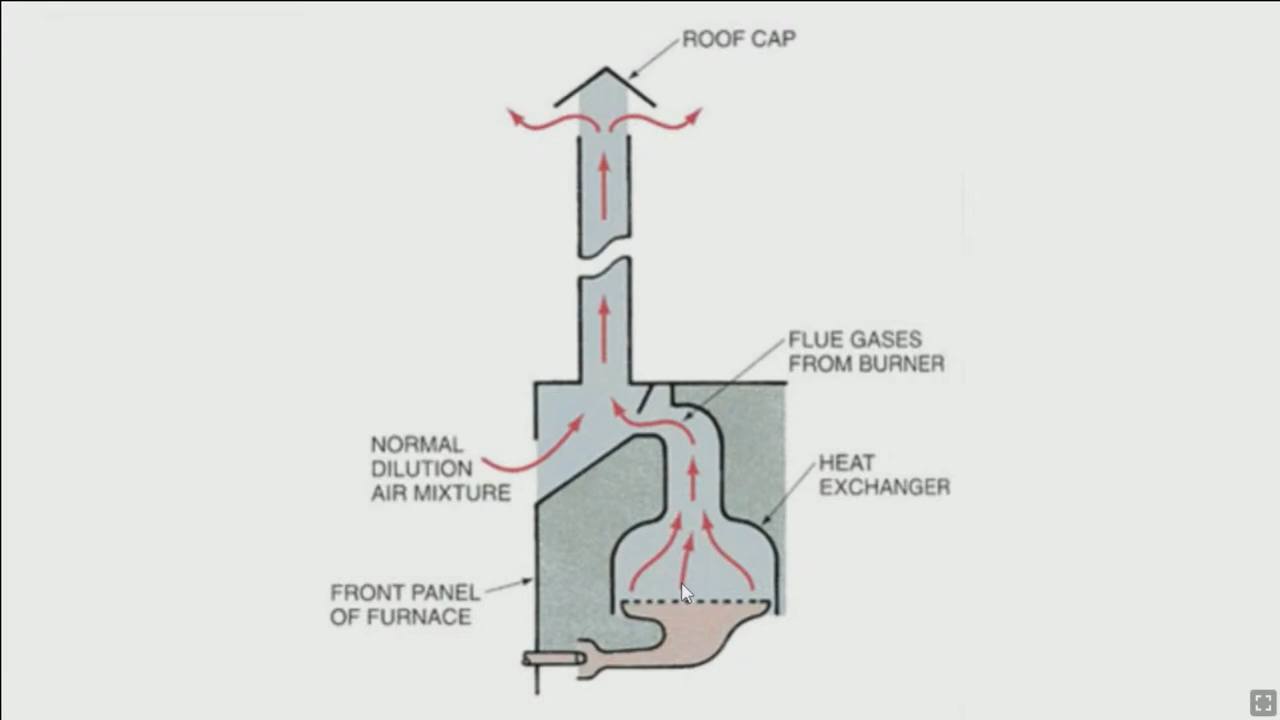 ROOF CAP
FLUE GASES
FROM BURNER
NORMAL
DILUTION
AIR MIXTURE
HEAT
EXCHANGER
FRONT PANEL
OF FURNACE